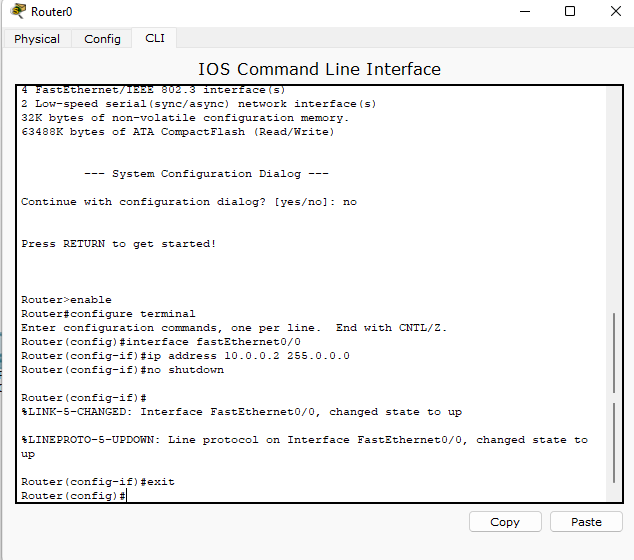 Router0
Physical Config CLI
IOS Command Line Interface
4 FastEthernet/IEEE 802.3 interface(s)
2 Low-speed serial(sync/async) network interface(s)
32K bytes of non-volatile configuration memory.
63488K bytes of ATA CompactFlash (Read/Write)
--- System Configuration Dialog ---
Continue with configuration dialog? [yes/no]: no
Press RETURN to get started!
Router>enable
Router#configure terminal
Enter configuration commands, one per line.  End with CNTL/Z.
Router(config)#interface fastEthernet0/0
Router(config-if)#ip address 10.0.0.2 255.0.0.0
Router(config-if)#no shutdown
Router(config-if)#
%LINK-5-CHANGED: Interface FastEthernet0/0, changed state to up
%LINEPROTO-5-UPDOWN: Line protocol on Interface FastEthernet0/0, changed state to
up
Router(config-if)#exit
Router(config)#
Copy Paste